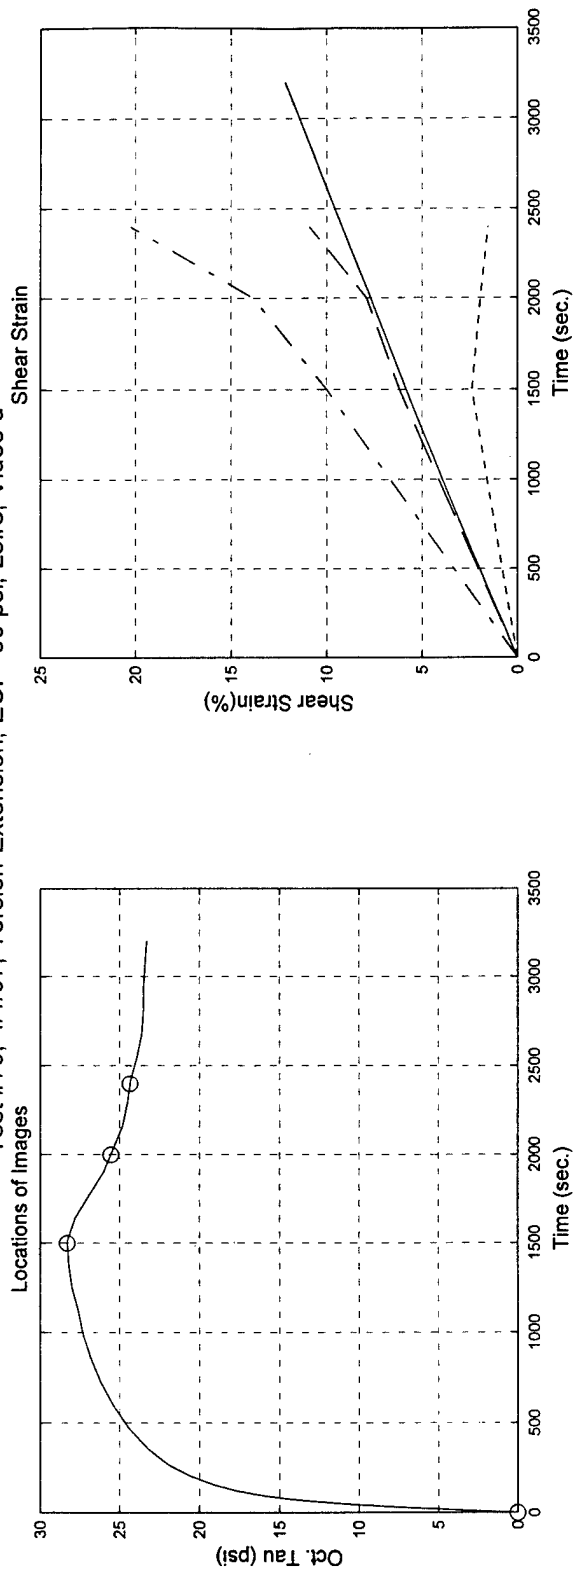 Torsion Extension,
Locations of Images
Oct. Tau (psi)
30
25
20
15
10
5
0
0 500 1000 1500 2000 2500 3000 3500
Time (sec.)
Shear Strain
Shear Strain(%)
25
20
15
10
5
0
0 500 1000 1500 2000 2500 3000 3500
Time (sec.)